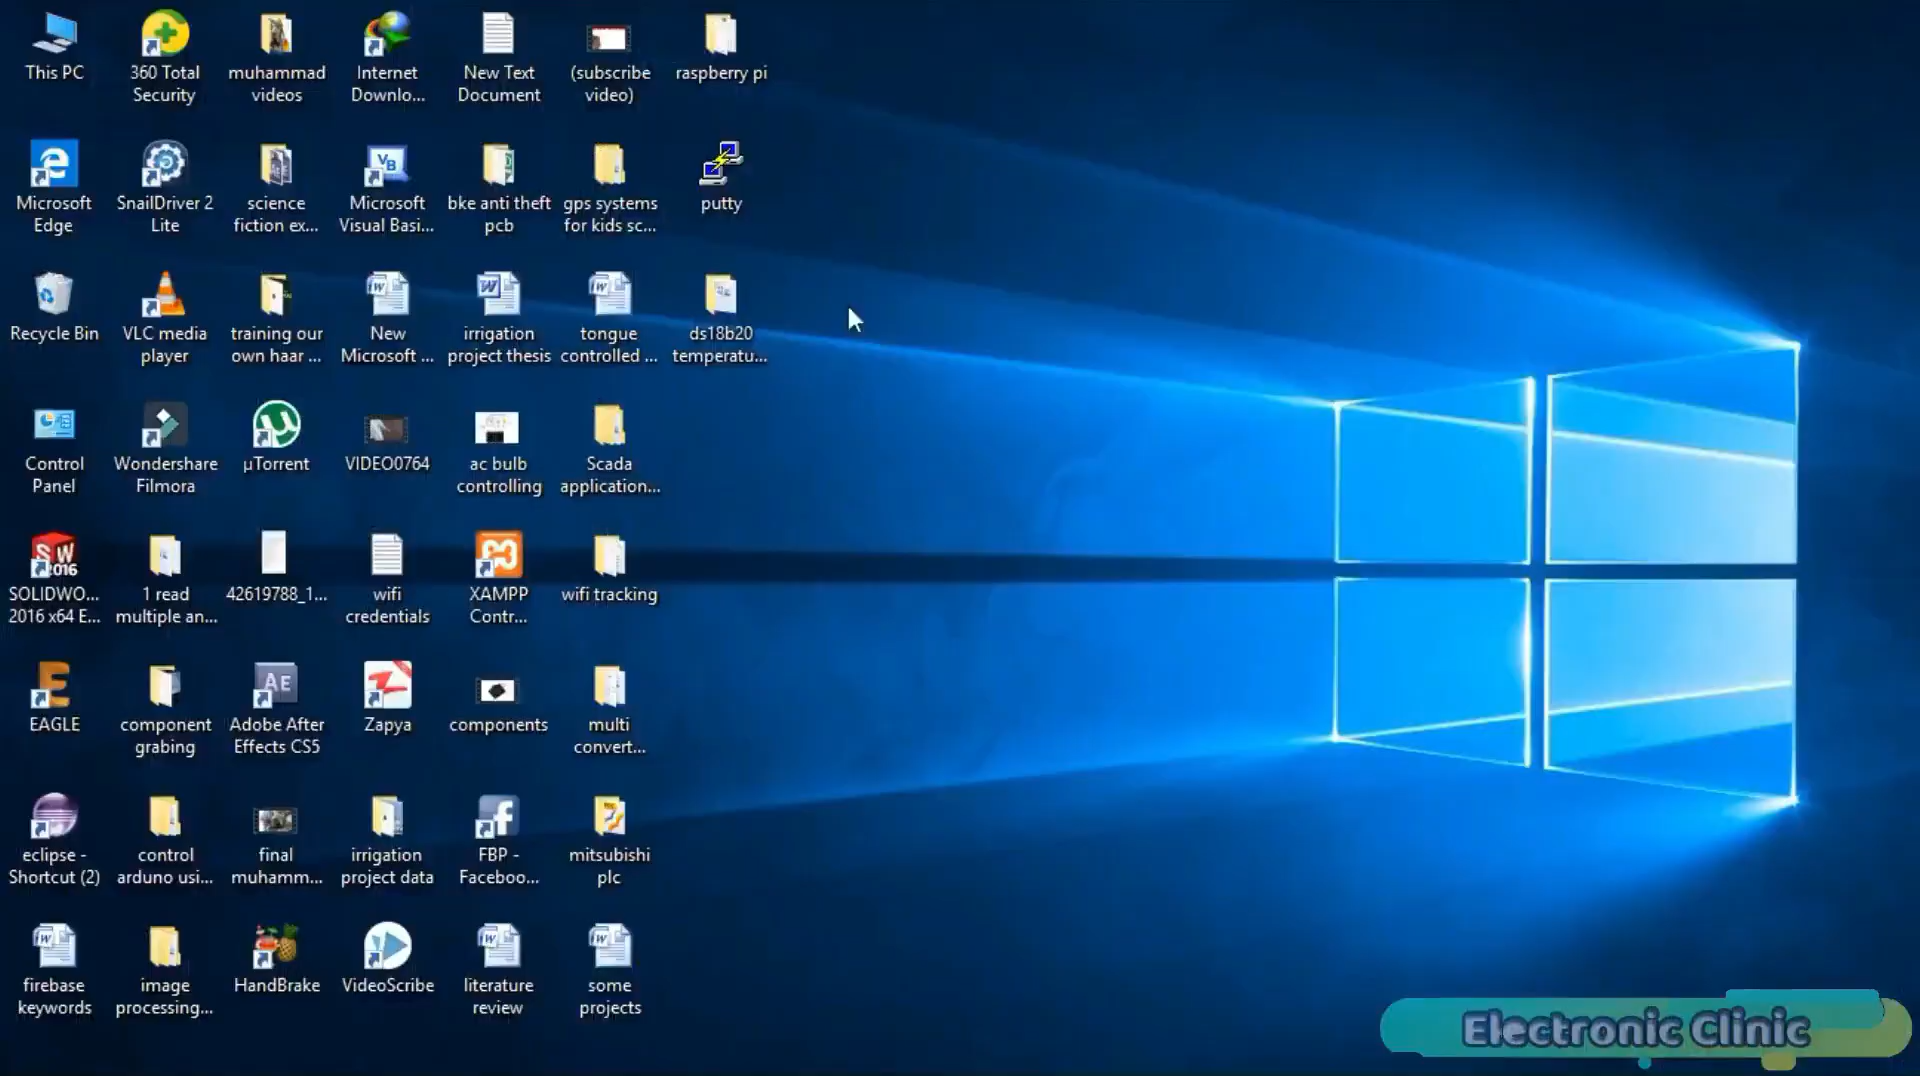 This PC
360 Total
Security
muhammad
videos
Internet
Downlo...
New Text
Document
(subscribe
video)
raspberry pi
Microsoft
Edge
SnailDriver 2
Lite
science
fiction ex...
Microsoft
Visual Basi...
bke anti theft
pcb
gps systems
for kids sc...
putty
Recycle Bin
VLC media
player
training our
own haar ...
New
Microsoft ...
irrigation
project thesis
tongue
controlled ...
ds18b20
temperatu...
Control
Panel
Wondershare
Filmora
µTorrent
VIDEO0764
ac bulb
controlling
Scada
application...
SOLIDWO...
2016 x64 E...
1 read
multiple an...
42619788_1...
wifi
credentials
XAMPP
Contr...
wifi tracking
EAGLE
component
grabing
Adobe After
Effects CS5
Zapya
components
multi
convert...
eclipse -
Shortcut (2)
control
arduno usi...
final
muhamm...
irrigation
project data
FBP -
Faceboo...
mitsubishi
plc
firebase
keywords
image
processing...
HandBrake
VideoScribe
literature
review
some
projects
Electronic Clinic